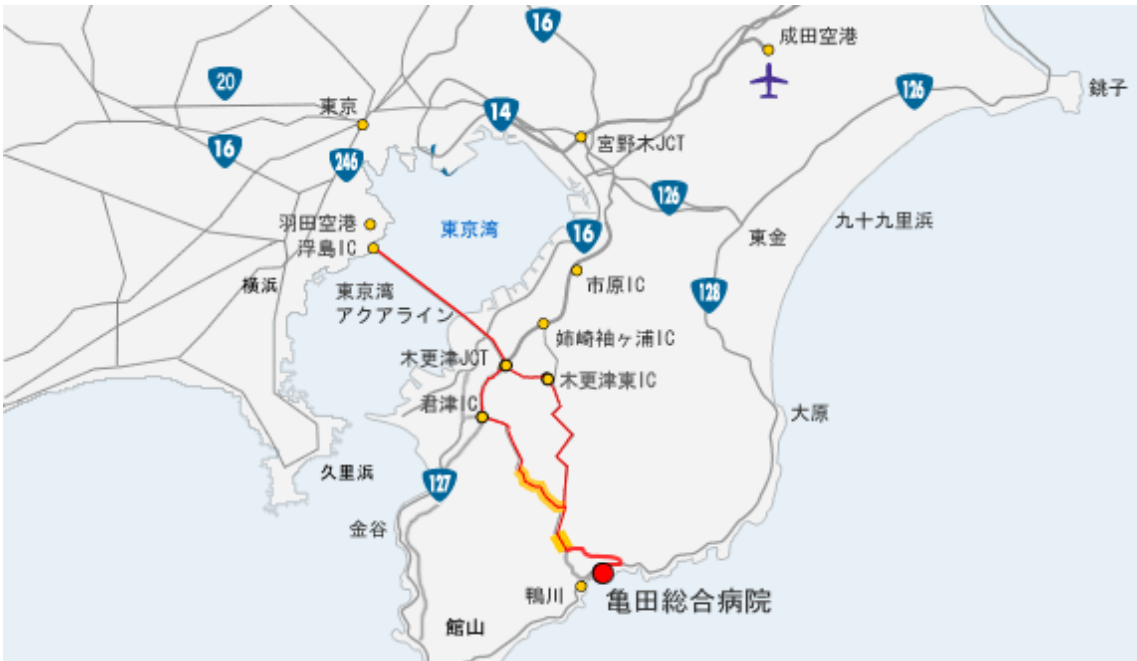 16
成田空港
20
126
銚子
東京
14
宮野木JCT
16
246
126
羽田空港
東京湾
九十九里浜
浮島IC
16
東金
横浜
東京湾
アクアライン
市原IC
128
姉崎袖ヶ浦IC
木更津JCT
木更津東IC
君津IC
大原
久里浜
127
金谷
鴨川
亀田総合病院
館山